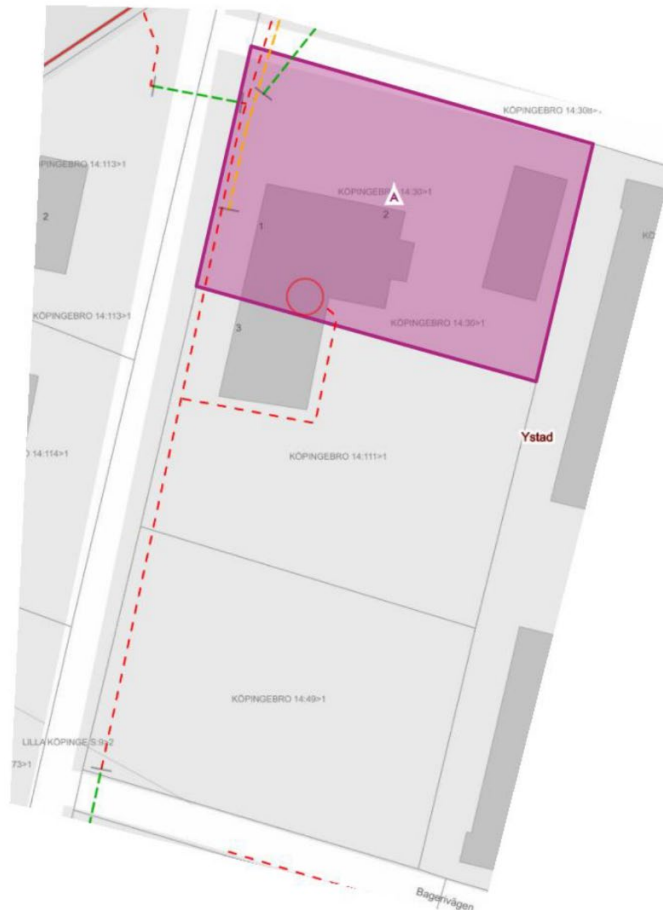 KÖPINGEBRO 14:113>1
2
KÖPINGEBRO 14:30>1
A
2
1
KÖPINGEBRO 14:113>1
KÖPINGEBRO 14:30>1
3
Ystad
14:114>1
KÖPINGEBRO 14:111>1
KÖPINGEBRO 14:49>1
LILLA KÖPINGE 5:9>2
73>1
Bagerivägen